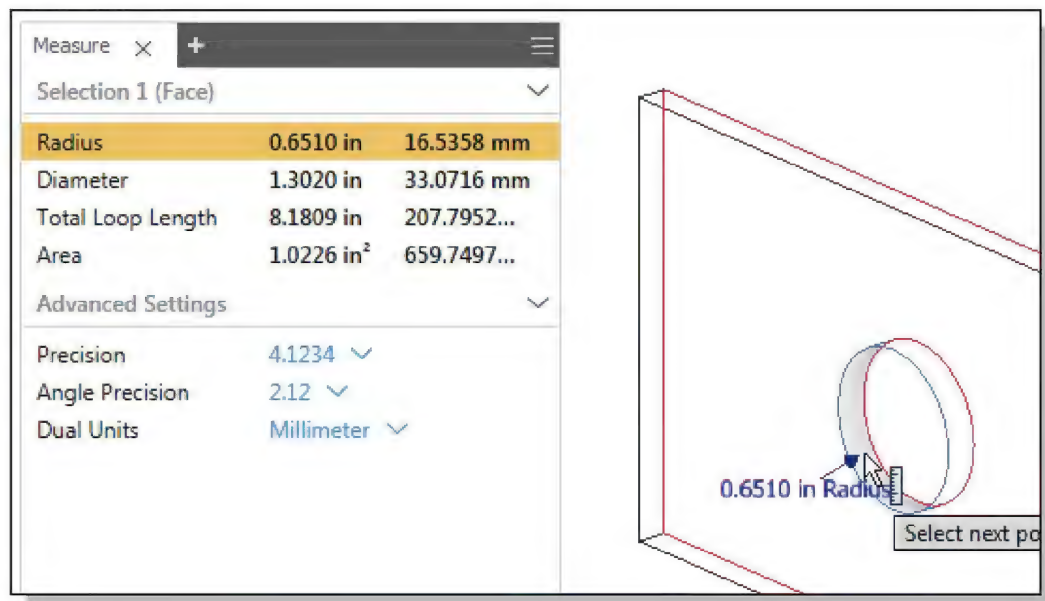 Measure
Selection 1 (Face)
Radius 0.6510 in 16.5358 mm
Diameter 1.3020 in 33.0716 mm
Total Loop Length 8.1809 in 207.7952...
Area 1.0226 in² 659.7497...
Advanced Settings
Precision 4.1234
Angle Precision 2.12
Dual Units Millimeter
0.6510 in Radius
Select next po